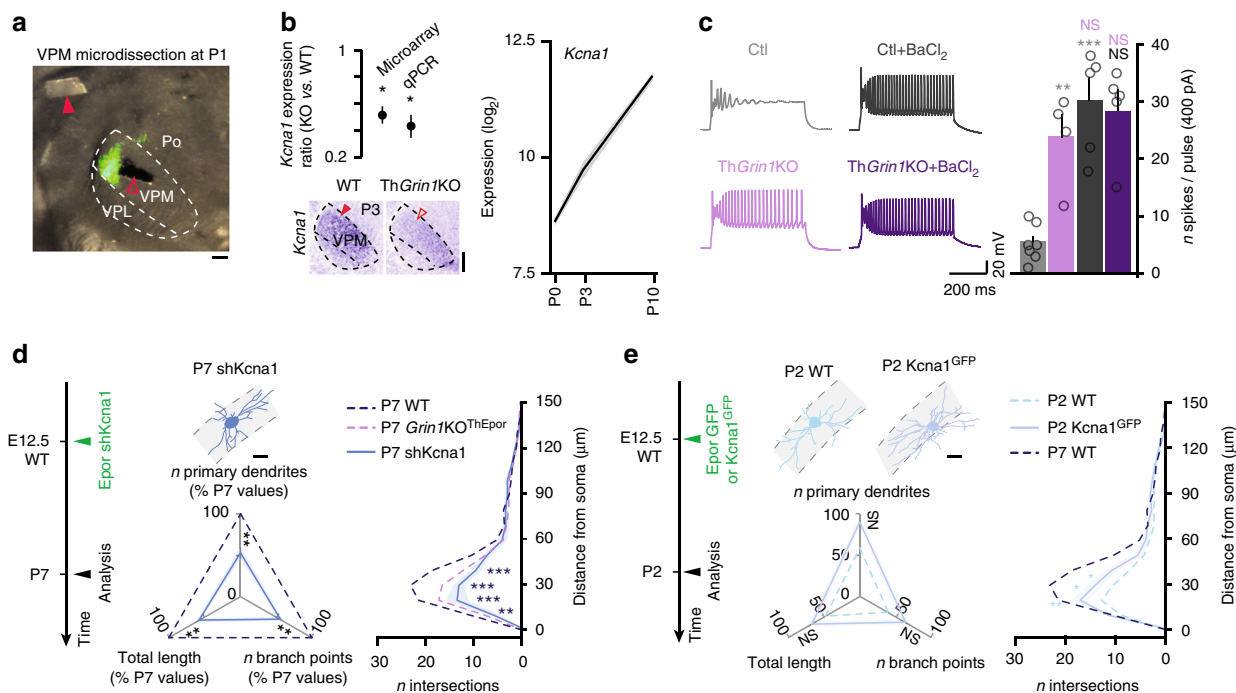 a
VPM microdissection at P1
Po
VPM
VPL
b
Kcna1 expression
ratio (KO vs. WT)
1
0.2
Microarray
qPCR
*
*
WT
ThGrin1KO
Kcna1
P3
VPM
Expression (log2)
12.5
10
7.5
Kcna1
P0
P3
P10
c
Ctl
Ctl+BaCl2
ThGrin1KO
ThGrin1KO+BaCl2
20 mV
200 ms
**
NS
***
NS
NS
40
30
20
10
0
n spikes / pulse (400 pA)
d
E12.5
WT
P7
Epor shKcna1
Analysis
Time
P7 shKcna1
n primary dendrites
(% P7 values)
100
***
0
100
**
**
100
Total length
(% P7 values)
n branch points
(% P7 values)
P7 WT
P7 Grin1KOThEpor
P7 shKcna1
***
***
***
**
150
120
90
60
30
0
Distance from soma (µm)
30
20
10
0
n intersections
e
E12.5
WT
P2
Epor GFP
or Kcna1GFP
Analysis
Time
P2 WT
P2 Kcna1GFP
n primary dendrites
100
NS
50
0
50
50
100
NS
NS
100
Total length
n branch points
P2 WT
P2 Kcna1GFP
P7 WT
*
*
**
150
120
90
60
30
0
Distance from soma (µm)
30
20
10
0
n intersections